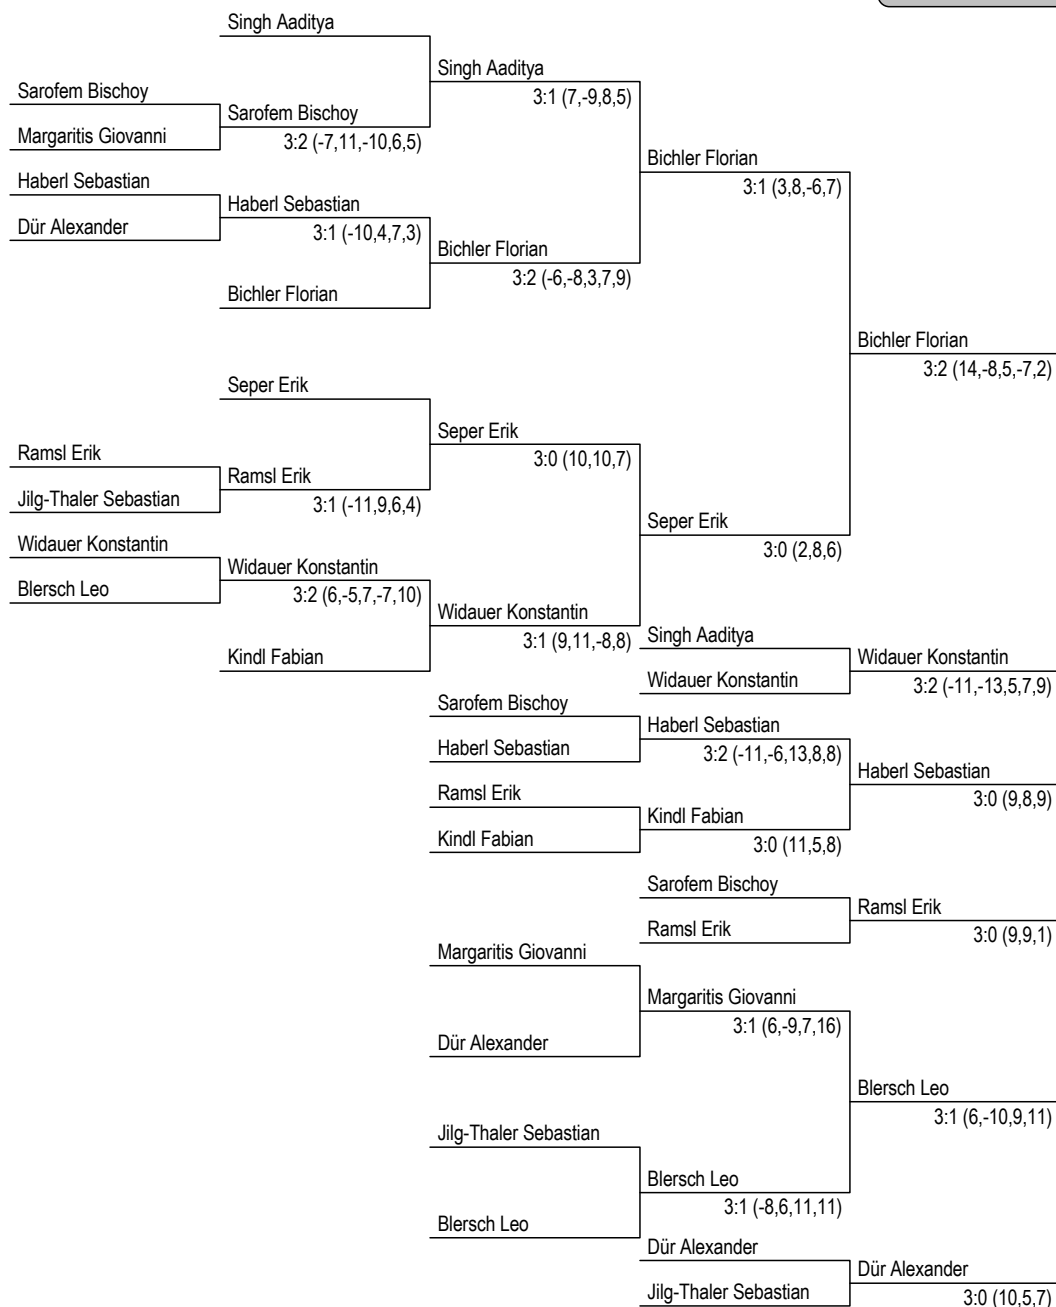 Singh Aaditya
Singh Aaditya
3:1 (7,-9,8,5)
Sarofem Bischoy
Sarofem Bischoy
3:2 (-7,11,-10,6,5)
Margaritis Giovanni
Bichler Florian
3:1 (3,8,-6,7)
Haberl Sebastian
Haberl Sebastian
3:1 (-10,4,7,3)
Dür Alexander
Bichler Florian
3:2 (-6,-8,3,7,9)
Bichler Florian
Bichler Florian
3:2 (14,-8,5,-7,2)
Seper Erik
Seper Erik
3:0 (10,10,7)
Ramsl Erik
Ramsl Erik
3:1 (-11,9,6,4)
Jilg-Thaler Sebastian
Seper Erik
3:0 (2,8,6)
Widauer Konstantin
Widauer Konstantin
3:2 (6,-5,7,-7,10)
Blersch Leo
Widauer Konstantin
3:1 (9,11,-8,8)
Kindl Fabian
Singh Aaditya
Widauer Konstantin
3:2 (-11,-13,5,7,9)
Widauer Konstantin
Sarofem Bischoy
Haberl Sebastian
3:2 (-11,-6,13,8,8)
Haberl Sebastian
Haberl Sebastian
3:0 (9,8,9)
Ramsl Erik
Kindl Fabian
3:0 (11,5,8)
Kindl Fabian
Sarofem Bischoy
Ramsl Erik
3:0 (9,9,1)
Ramsl Erik
Margaritis Giovanni
Margaritis Giovanni
3:1 (6,-9,7,16)
Dür Alexander
Blersch Leo
3:1 (6,-10,9,11)
Jilg-Thaler Sebastian
Blersch Leo
3:1 (-8,6,11,11)
Blersch Leo
Dür Alexander
Dür Alexander
3:0 (10,5,7)
Jilg-Thaler Sebastian